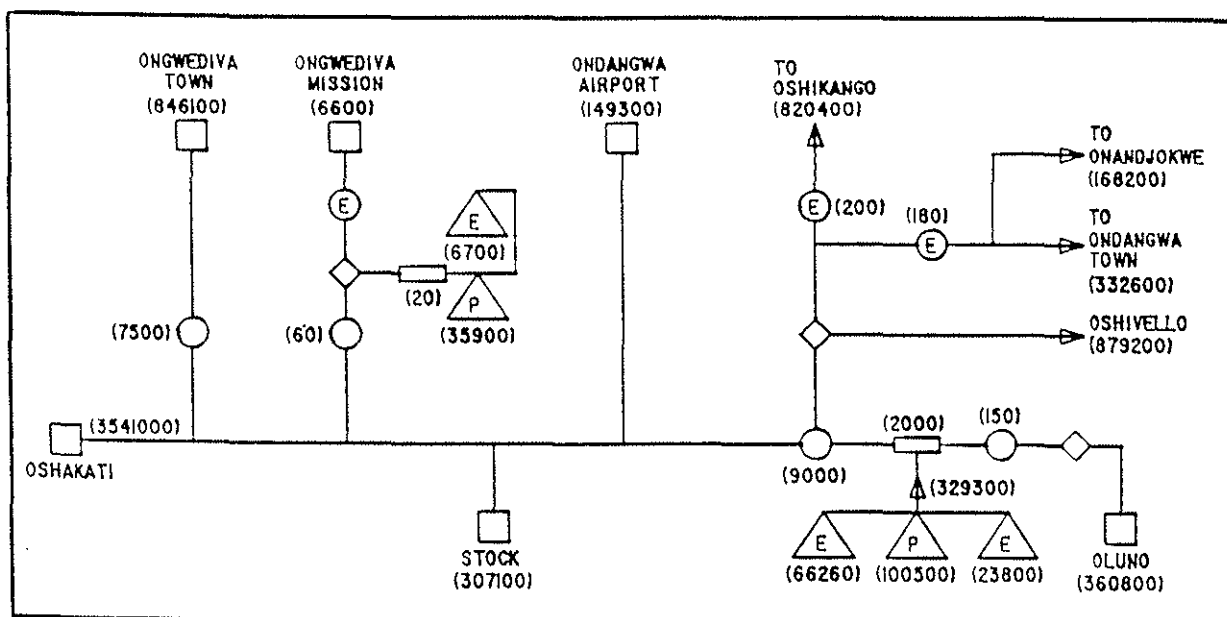 ONGWEDIVA
TOWN
(846100)
ONGWEDIVA
MISSION
(6600)
ONDANGWA
AIRPORT
(149300)
TO
OSHIKANGO
(820400)
TO
ONANDJOKWE
(168200)
E
E
(6700)
E
(200)
(180)
E
TO
ONDANGWA
TOWN
(332600)
(20)
P
(35900)
(7500)
(60)
OSHIVELLO
(879200)
(3541000)
OSHAKATI
(9000)
(2000)
(150)
(329300)
STOCK
(307100)
E
(66260)
P
(100300)
E
(23800)
OLUNO
(360800)